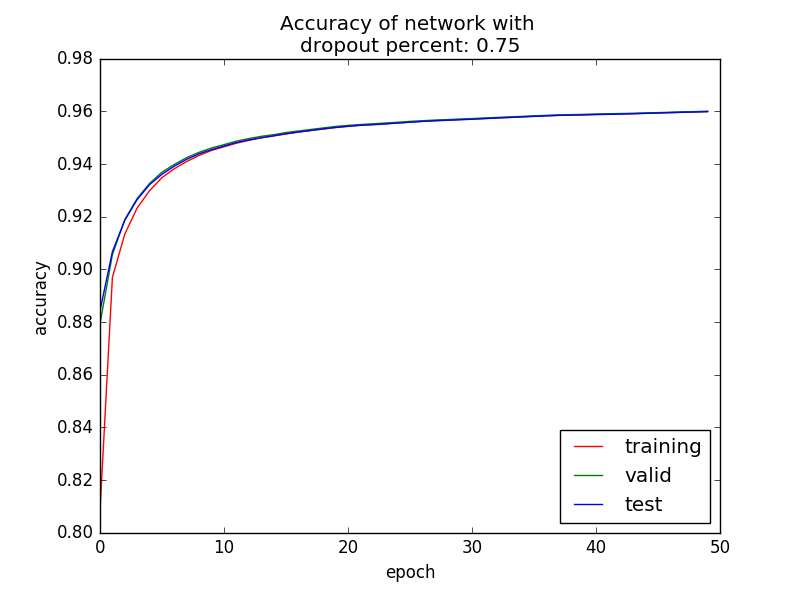 Accuracy of network with
dropout percent: 0.75
0.98
0.96
0.94
0.92
0.90
0.88
0.86
0.84
0.82
0.80
accuracy
training
valid
test
0 10 20 30 40 50
epoch